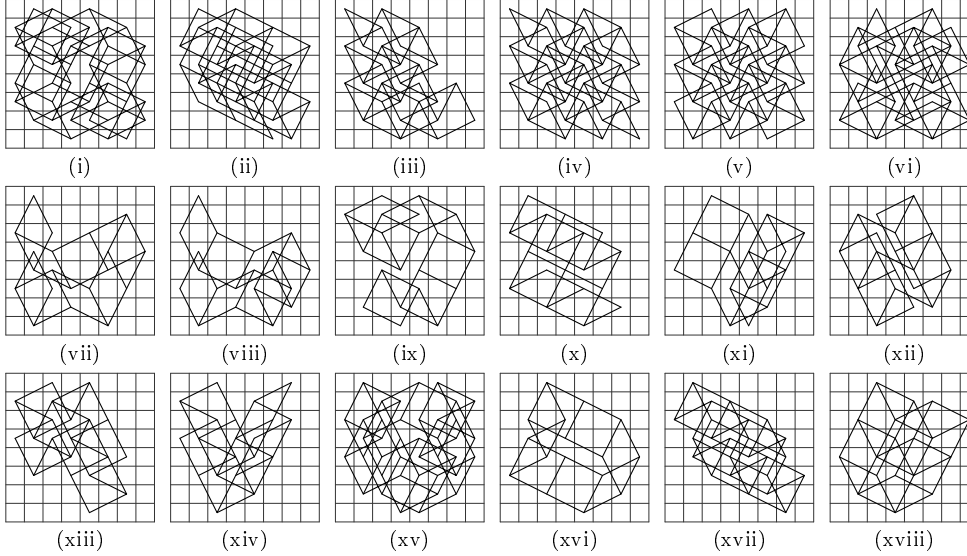 (i) (ii) (iii) (iv) (v) (vi)
(vii) (viii) (ix) (x) (xi) (xii)
(xiii) (xiv) (xv) (xvi) (xvii) (xviii)